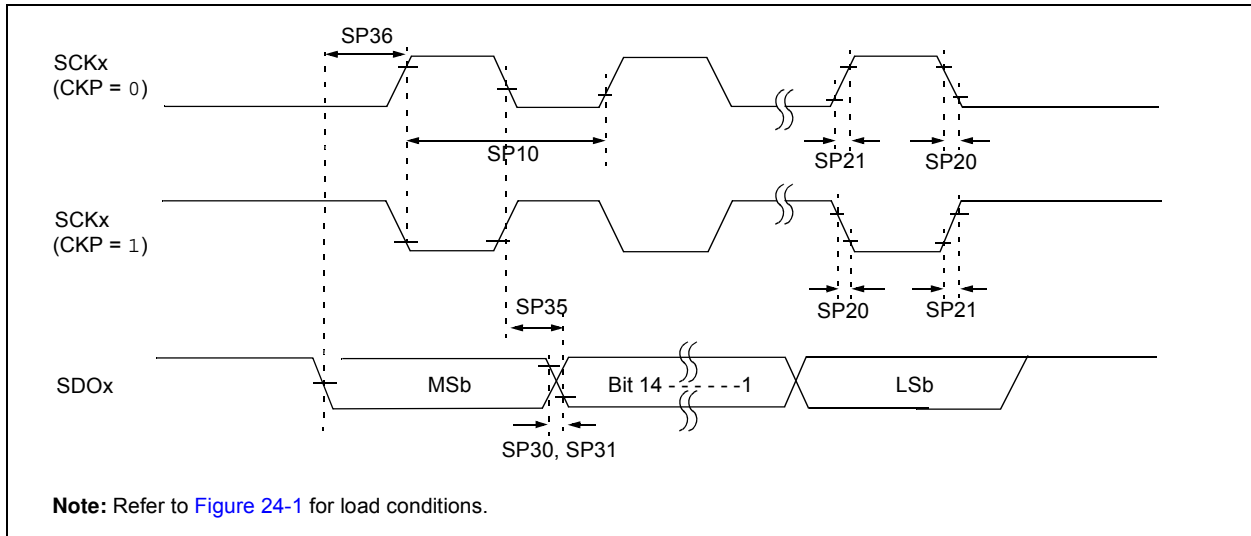 SP36
SCKx
(CKP = 0)
SP10
SP21
SP20
SCKx
(CKP = 1)
SP35
SP20
SP21
SDOx
MSb
Bit 14 - - - - - -1
LSb
SP30, SP31
Note: Refer to Figure 24-1 for load conditions.